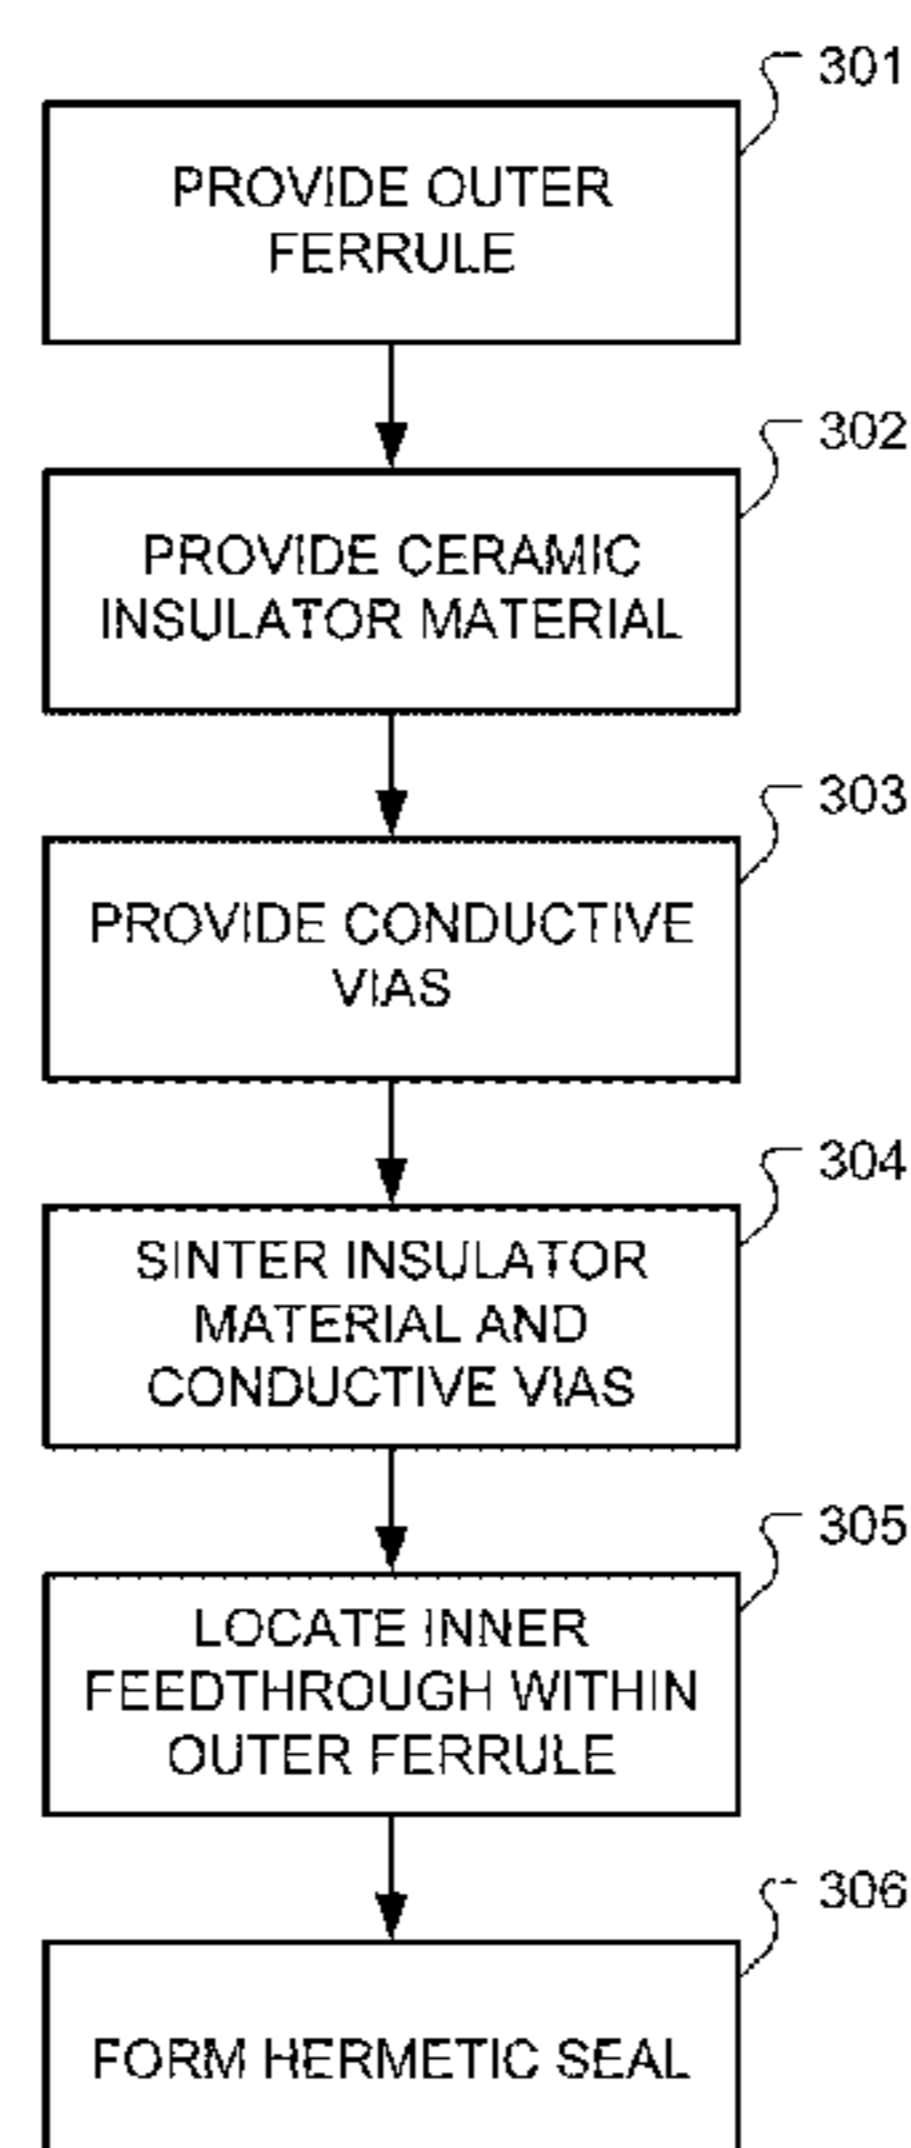 301
PROVIDE OUTER
FERRULE
302
PROVIDE CERAMIC
INSULATOR MATERIAL
303
PROVIDE CONDUCTIVE
VIAS
304
SINTER INSULATOR
MATERIAL AND
CONDUCTIVE VIAS
305
LOCATE INNER
FEEDTHROUGH WITHIN
OUTER FERRULE
306
FORM HERMETIC SEAL